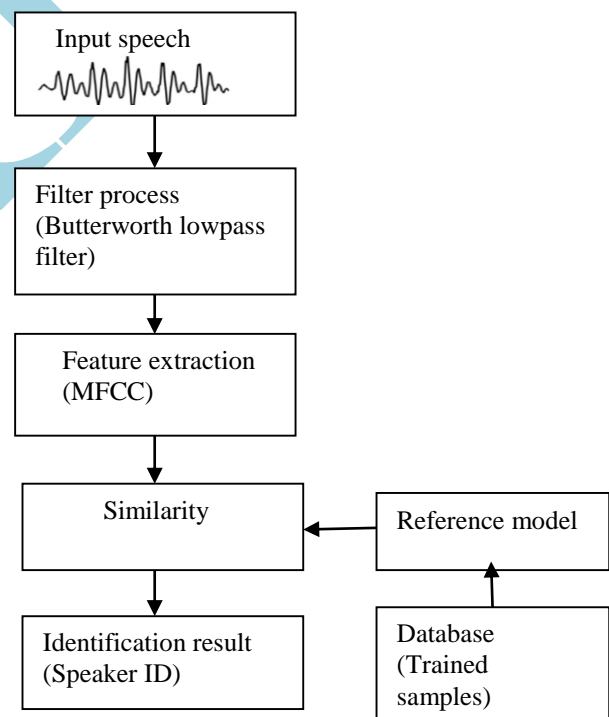 Input speech
Filter process
(Butterworth lowpass
filter)
Feature extraction
(MFCC)
Similarity
Reference model
Identification result
(Speaker ID)
Database
(Trained
samples)